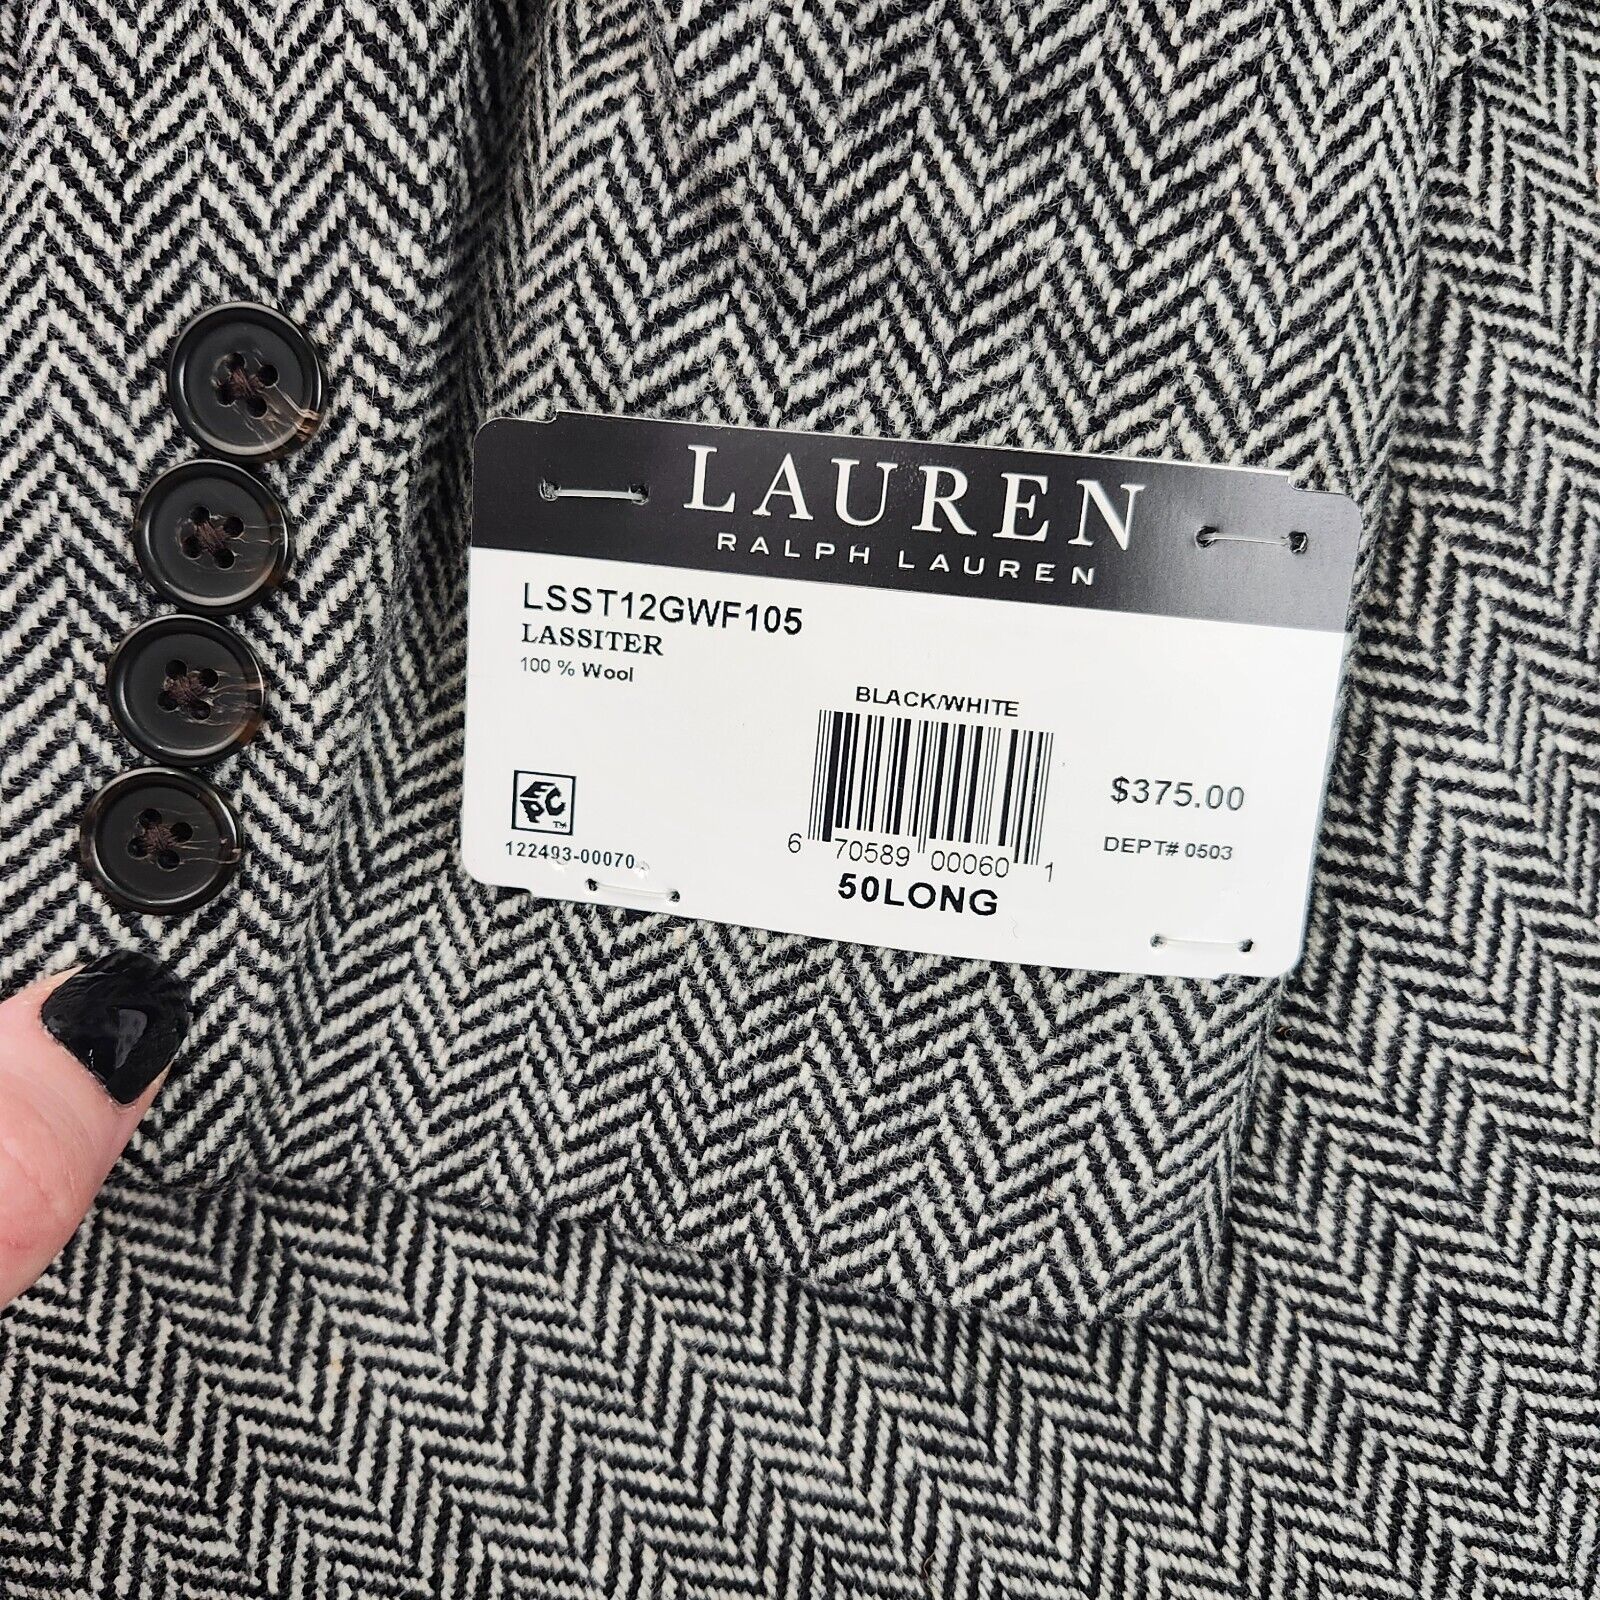 LAUREN
RALPH LAUREN
LSST12GWF105
LASSITER
100 % Wool
BLACK/WHITE
$375.00
EPC™
6 70589 00060 1
DEPT# 0503
122493-00070
50LONG